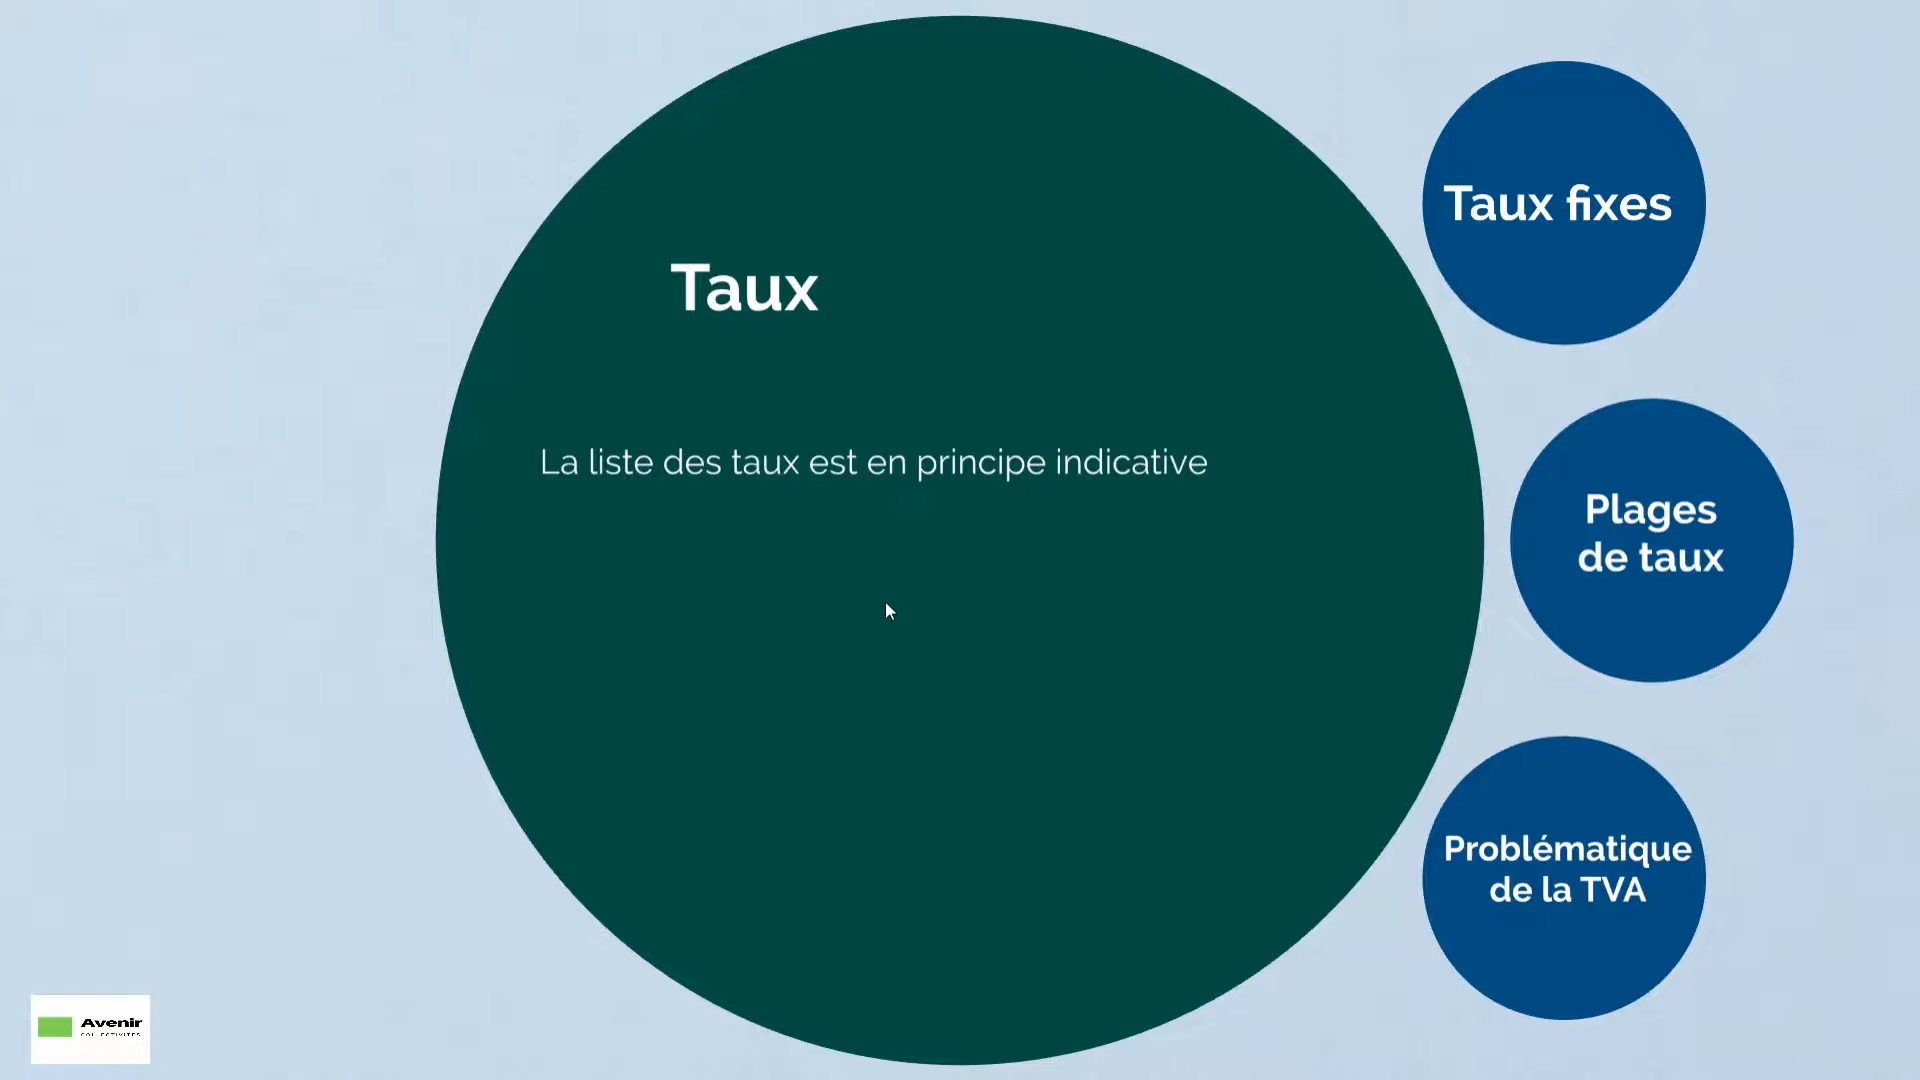 Taux
La liste des taux est en principe indicative
Taux fixes
Plages
de taux
Problématique
de la TVA
Avenir
COLLECTIVITES